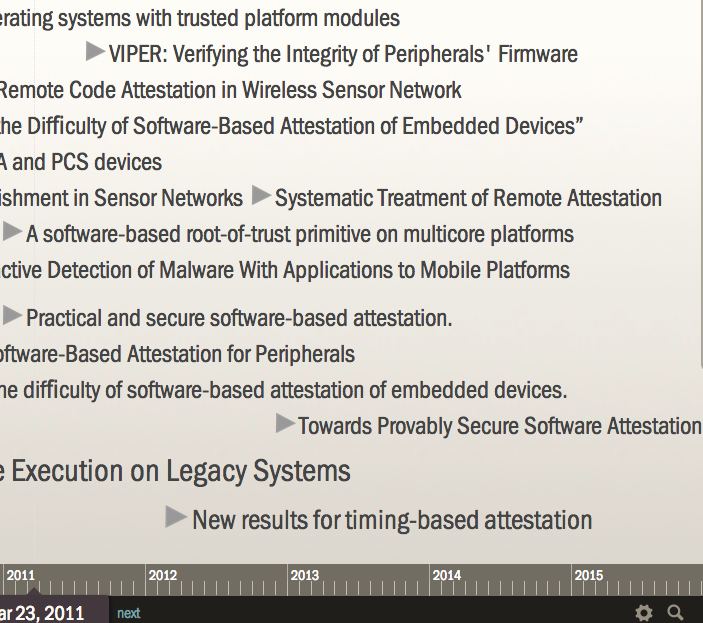 erating systems with trusted platform modules
VIPER: Verifying the Integrity of Peripherals' Firmware
Remote Code Attestation in Wireless Sensor Network
he Difficulty of Software-Based Attestation of Embedded Devices”
A and PCS devices
ishment in Sensor Networks Systematic Treatment of Remote Attestation
A software-based root-of-trust primitive on multicore platforms
active Detection of Malware With Applications to Mobile Platforms
Practical and secure software-based attestation.
oftware-Based Attestation for Peripherals
he difficulty of software-based attestation of embedded devices.
Towards Provably Secure Software Attestation
e Execution on Legacy Systems
New results for timing-based attestation
2011 2012 2013 2014 2015
ar 23, 2011 next